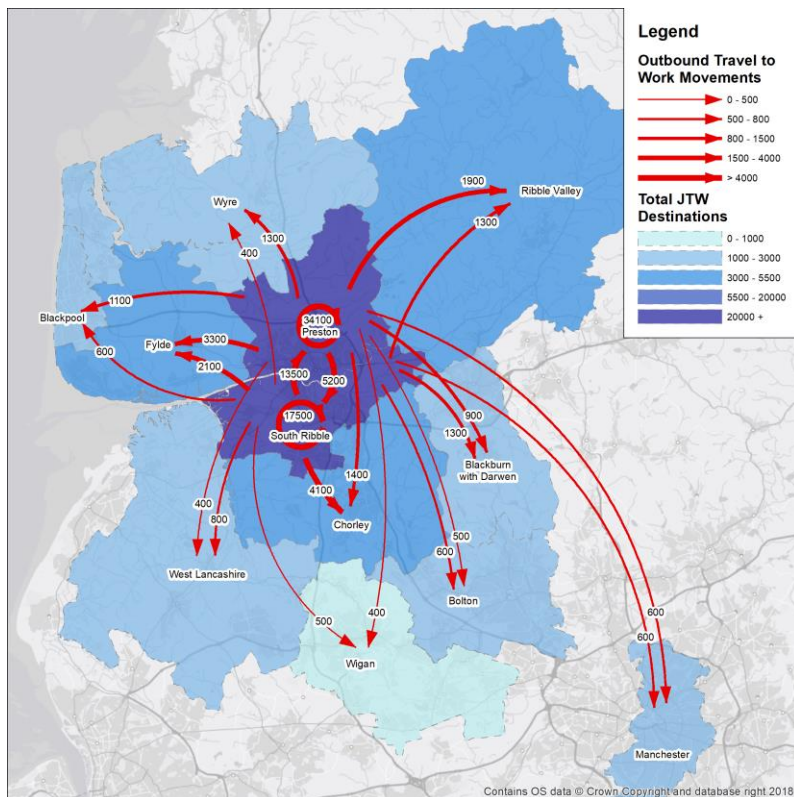 Legend
Outbound Travel to
Work Movements
0 - 500
500 - 800
800 - 1500
1500 - 4000
> 4000
Total JTW
Destinations
0 - 1000
1000 - 3000
3000 - 5500
5500 - 20000
20000 +
1900
Ribble Valley
Wyre
1300
1300
400
1100
Blackpool
34100
Preston
3300
Fylde
2100
600
13500
5200
17500
South Ribble
900
1300
Blackburn
with Darwen
1400
4100
400
800
Chorley
500
600
West Lancashire
Bolton
500
400
600
600
Wigan
Manchester
Contains OS data © Crown Copyright and database right 2018